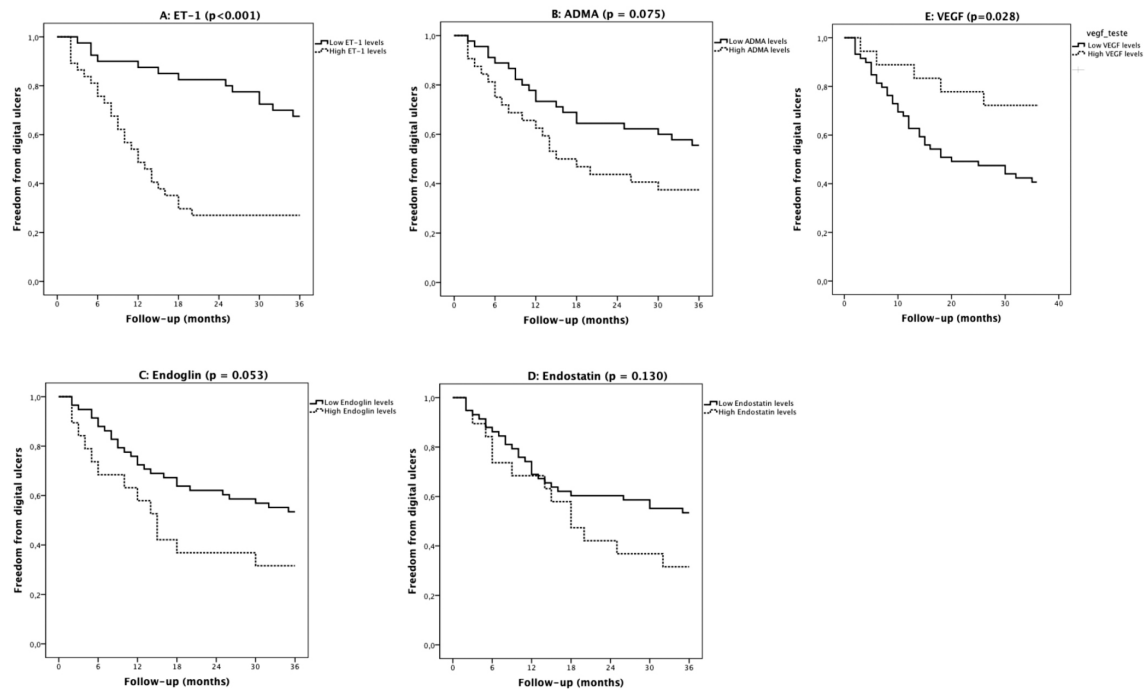 A: ET-1 (p<0.001)
Low ET-1 levels
High ET-1 levels
Freedom from digital ulcers
1,0
0,8
0,6
0,4
0,2
0,0
0 6 12 18 24 30 36
Follow-up (months)
B: ADMA (p = 0.075)
Low ADMA levels
High ADMA levels
Freedom from digital ulcers
1,0
0,8
0,6
0,4
0,2
0,0
0 6 12 18 24 30 36
Follow-up (months)
E: VEGF (p=0.028)
vegf_teste
Low VEGF levels
High VEGF levels
Freedom from digital ulcers
1,0
0,8
0,6
0,4
0,2
0,0
0 10 20 30 40
Follow-up (months)
C: Endoglin (p = 0.053)
Low Endoglin levels
High Endoglin levels
Freedom from digital ulcers
1,0
0,8
0,6
0,4
0,2
0,0
0 6 12 18 24 30 36
Follow-up (months)
D: Endostatin (p = 0.130)
Low Endostatin levels
High Endostatin levels
Freedom from digital ulcers
1,0
0,8
0,6
0,4
0,2
0,0
0 6 12 18 24 30 36
Follow-up (months)